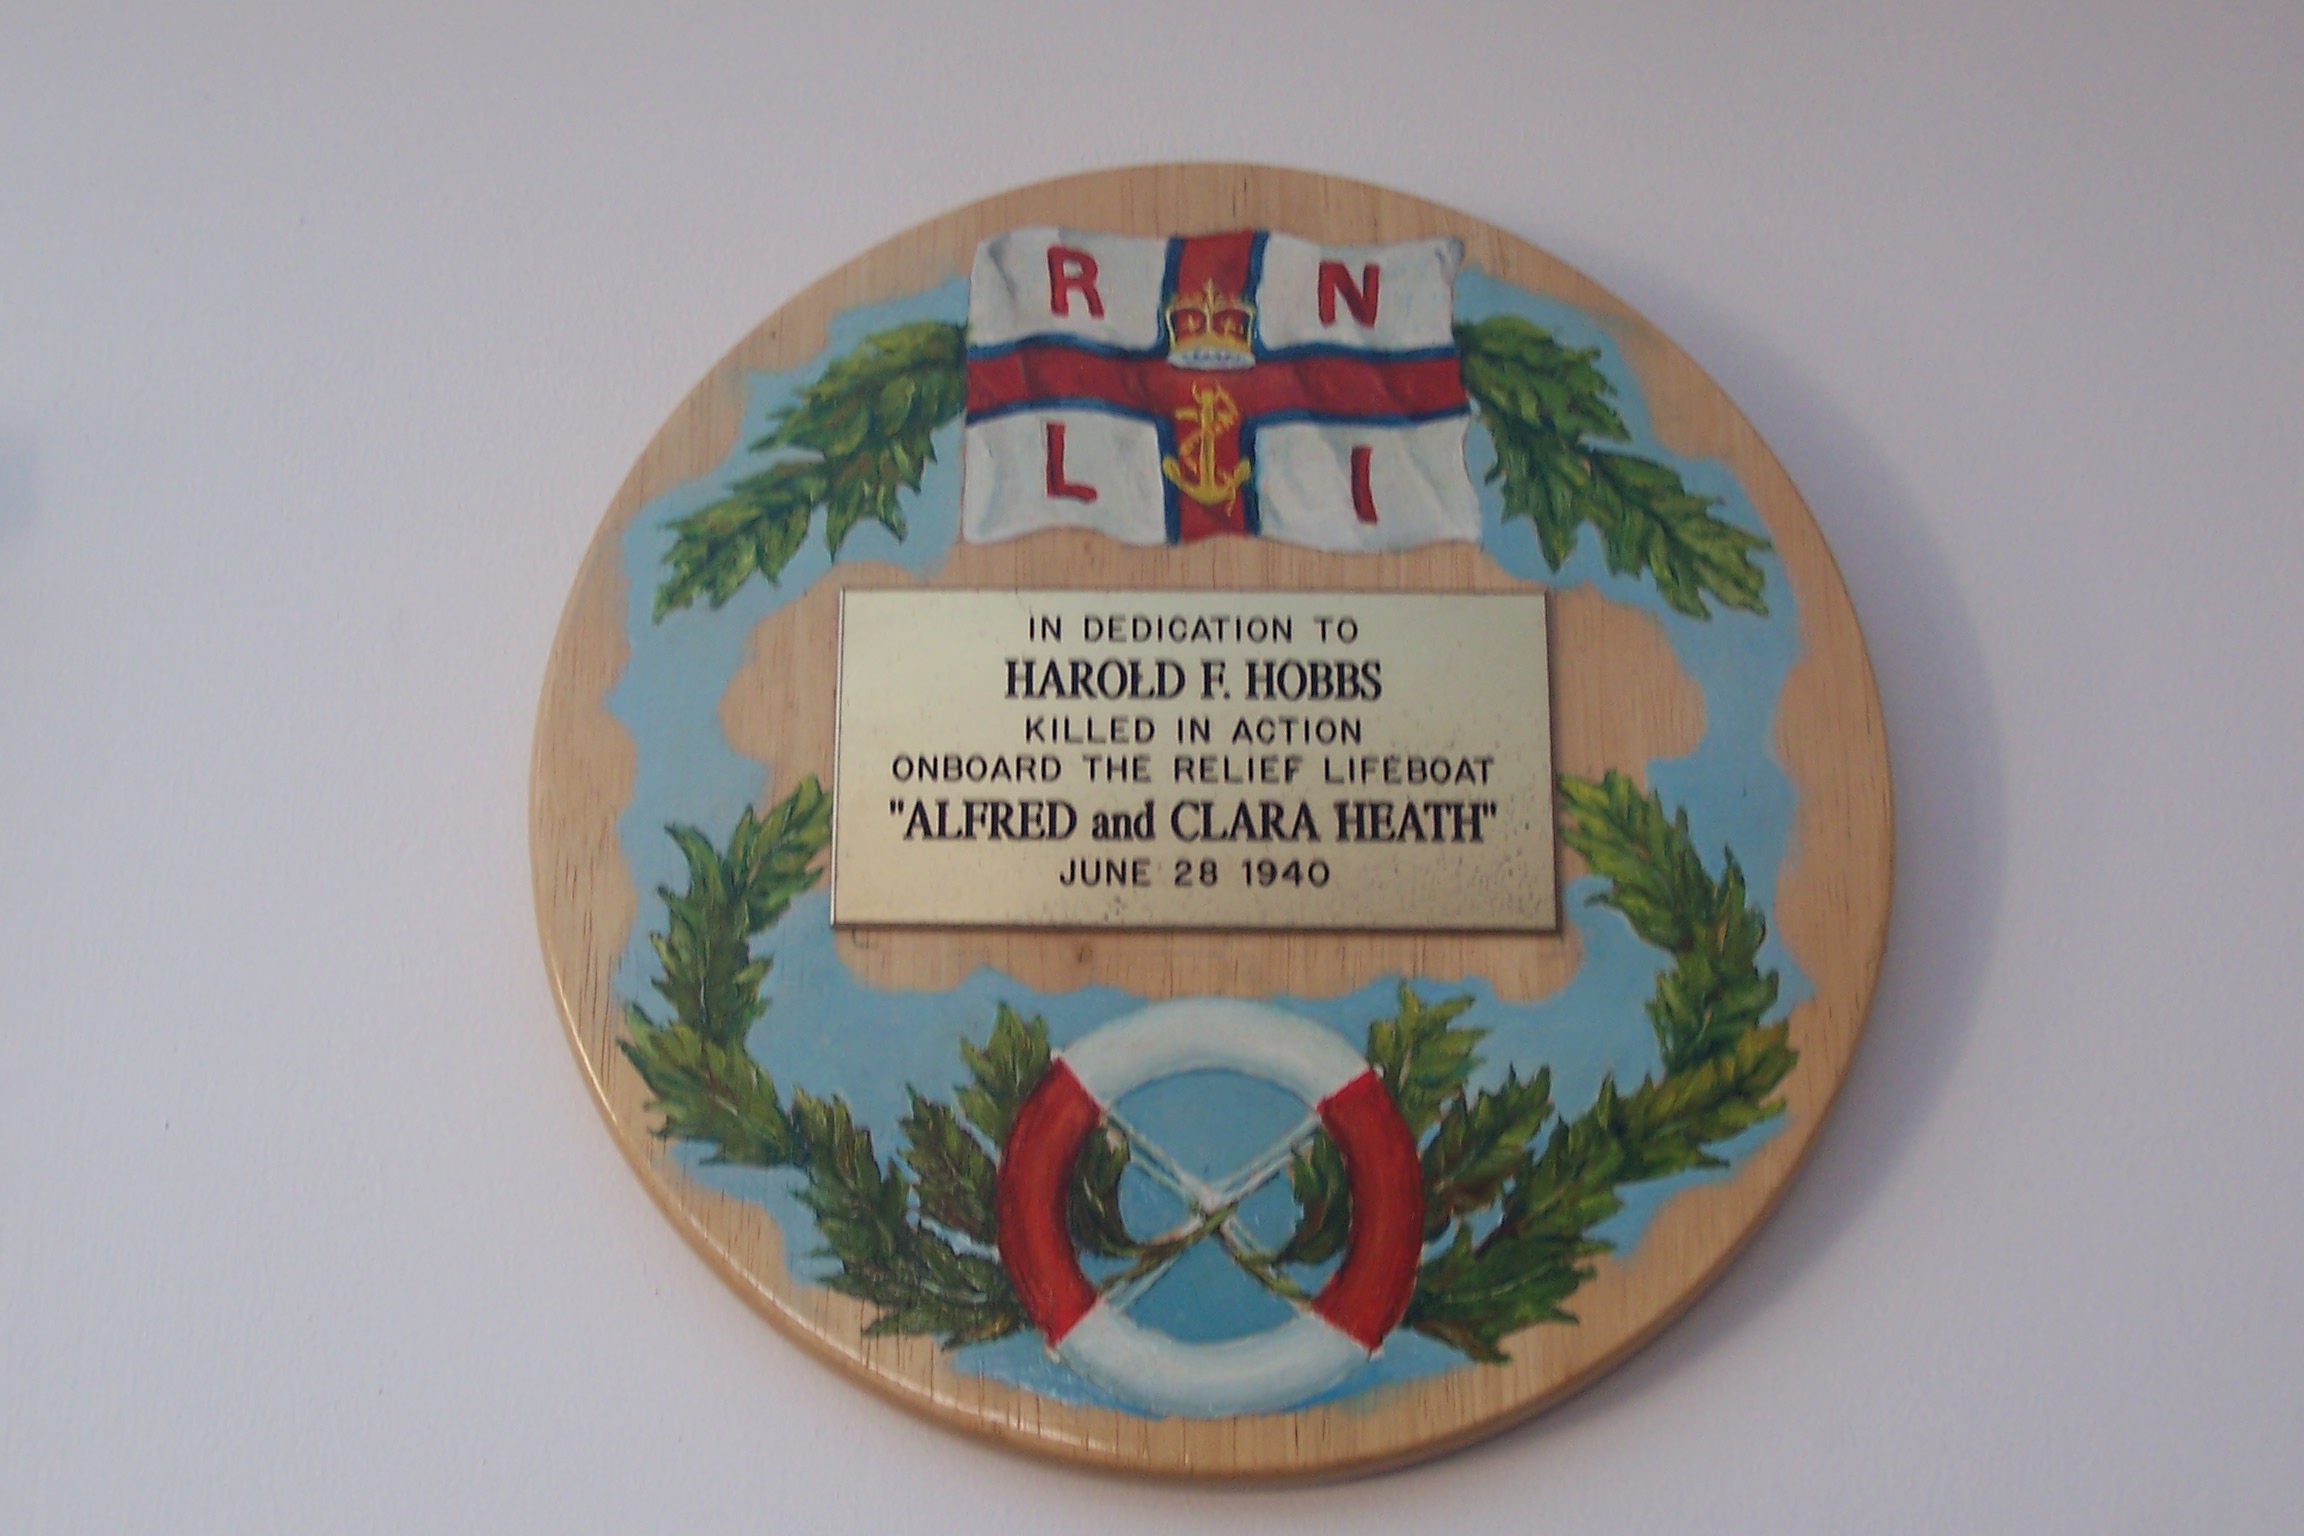 R N
L I
IN DEDICATION TO
HAROLD F. HOBBS
KILLED IN ACTION
ONBOARD THE RELIEF LIFEBOAT
"ALFRED and CLARA HEATH"
JUNE 28 1940